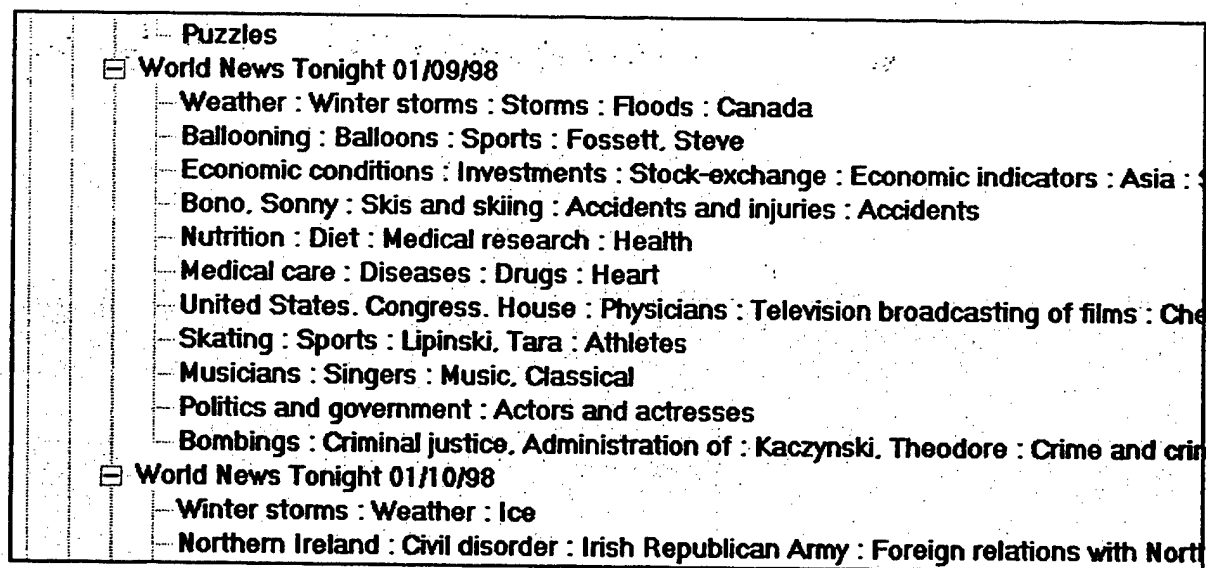 Puzzles
World News Tonight 01/09/98
Weather : Winter storms : Storms : Floods : Canada
Ballooning : Balloons : Sports : Fossett, Steve
Economic conditions : Investments : Stock-exchange : Economic indicators : Asia :
Bono, Sonny : Skis and skiing : Accidents and injuries : Accidents
Nutrition : Diet : Medical research : Health
Medical care : Diseases : Drugs : Heart
United States. Congress. House : Physicians : Television broadcasting of films :
Skating : Sports : Lipinski, Tara : Athletes
Musicians : Singers : Music, Classical
Politics and government : Actors and actresses
Bombings : Criminal justice, Administration of : Kaczynski, Theodore : Crime and
World News Tonight 01/10/98
Winter storms : Weather : Ice
Northern Ireland : Civil disorder : Irish Republican Army : Foreign relations with